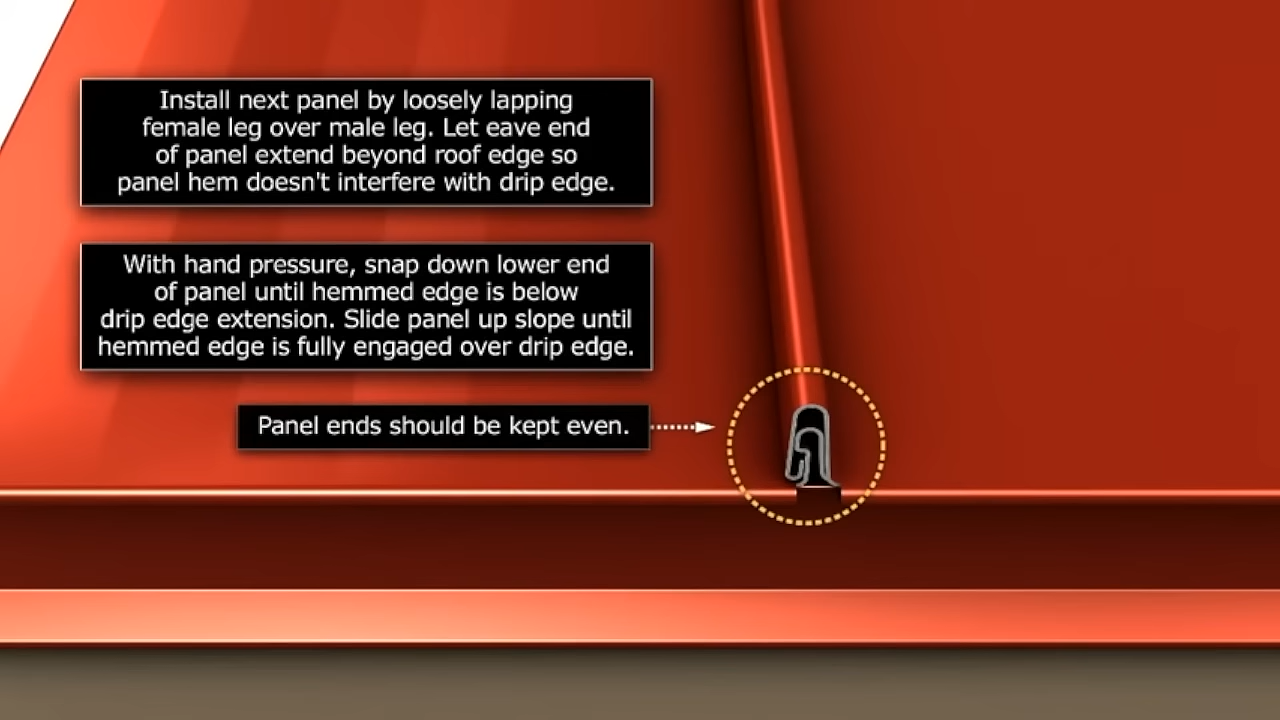 Install next panel by loosely lapping
female leg over male leg. Let eave end
of panel extend beyond roof edge so
panel hem doesn't interfere with drip edge.
With hand pressure, snap down lower end
of panel until hemmed edge is below
drip edge extension. Slide panel up slope until
hemmed edge is fully engaged over drip edge.
Panel ends should be kept even.